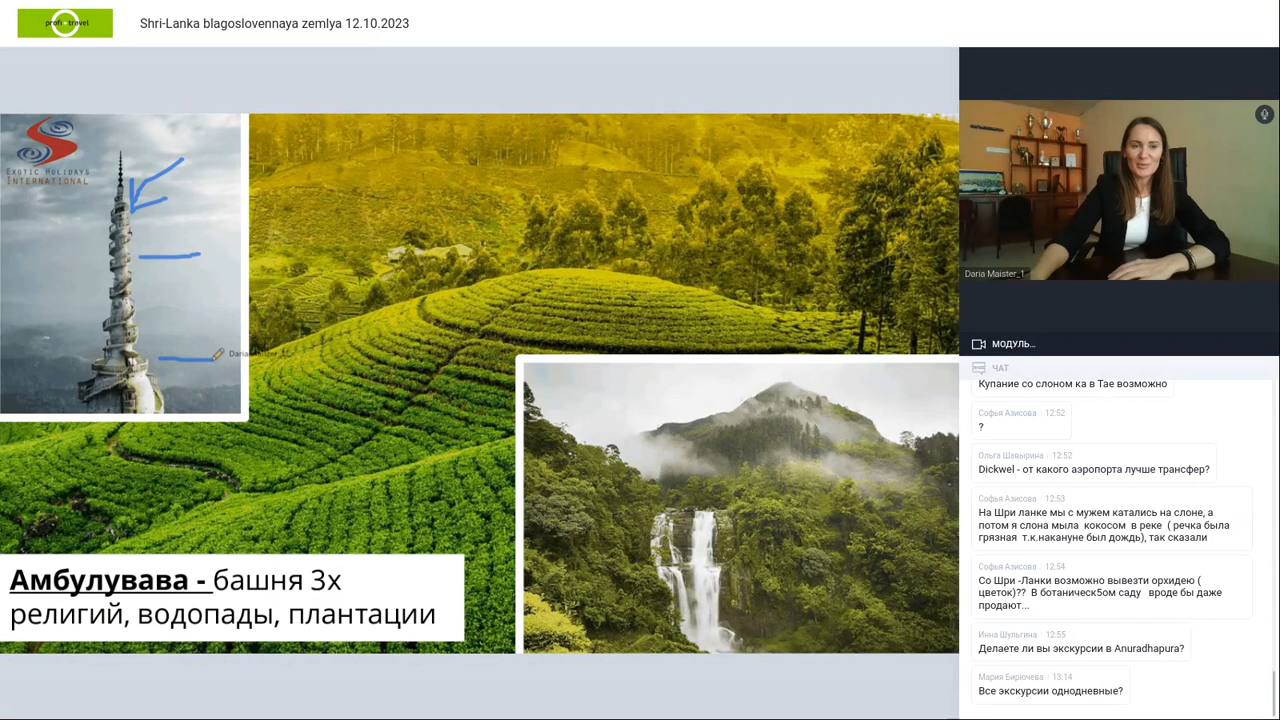 profi travel
Shri-Lanka blagoslovennaya zemlya 12.10.2023
EXOTIC HOLIDAYS
INTERNATIONAL
Амбулувава - башня 3х
религий, водопады, плантации
Daria Maister_1
МОДУЛЬ...
ЧАТ
Купание со слоном ка в Тае возможно
Софья Азисова 12:52
?
Ольга Шавырина 12:52
Dickwel - от какого аэропорта лучше трансфер?
Софья Азисова 12:53
На Шри ланке мы с мужем катались на слоне, а
потом я слона мыла кокосом в реке ( речка была
грязная т.к.накануне был дождь), так сказали
Софья Азисова 12:54
Со Шри -Ланки возможно вывезти орхидею (
цветок)?? В ботаническ5ом саду вроде бы даже
продают...
Инна Шульгина 12:55
Делаете ли вы экскурсии в Anuradhapura?
Мария Бирючева 13:14
Все экскурсии однодневные?